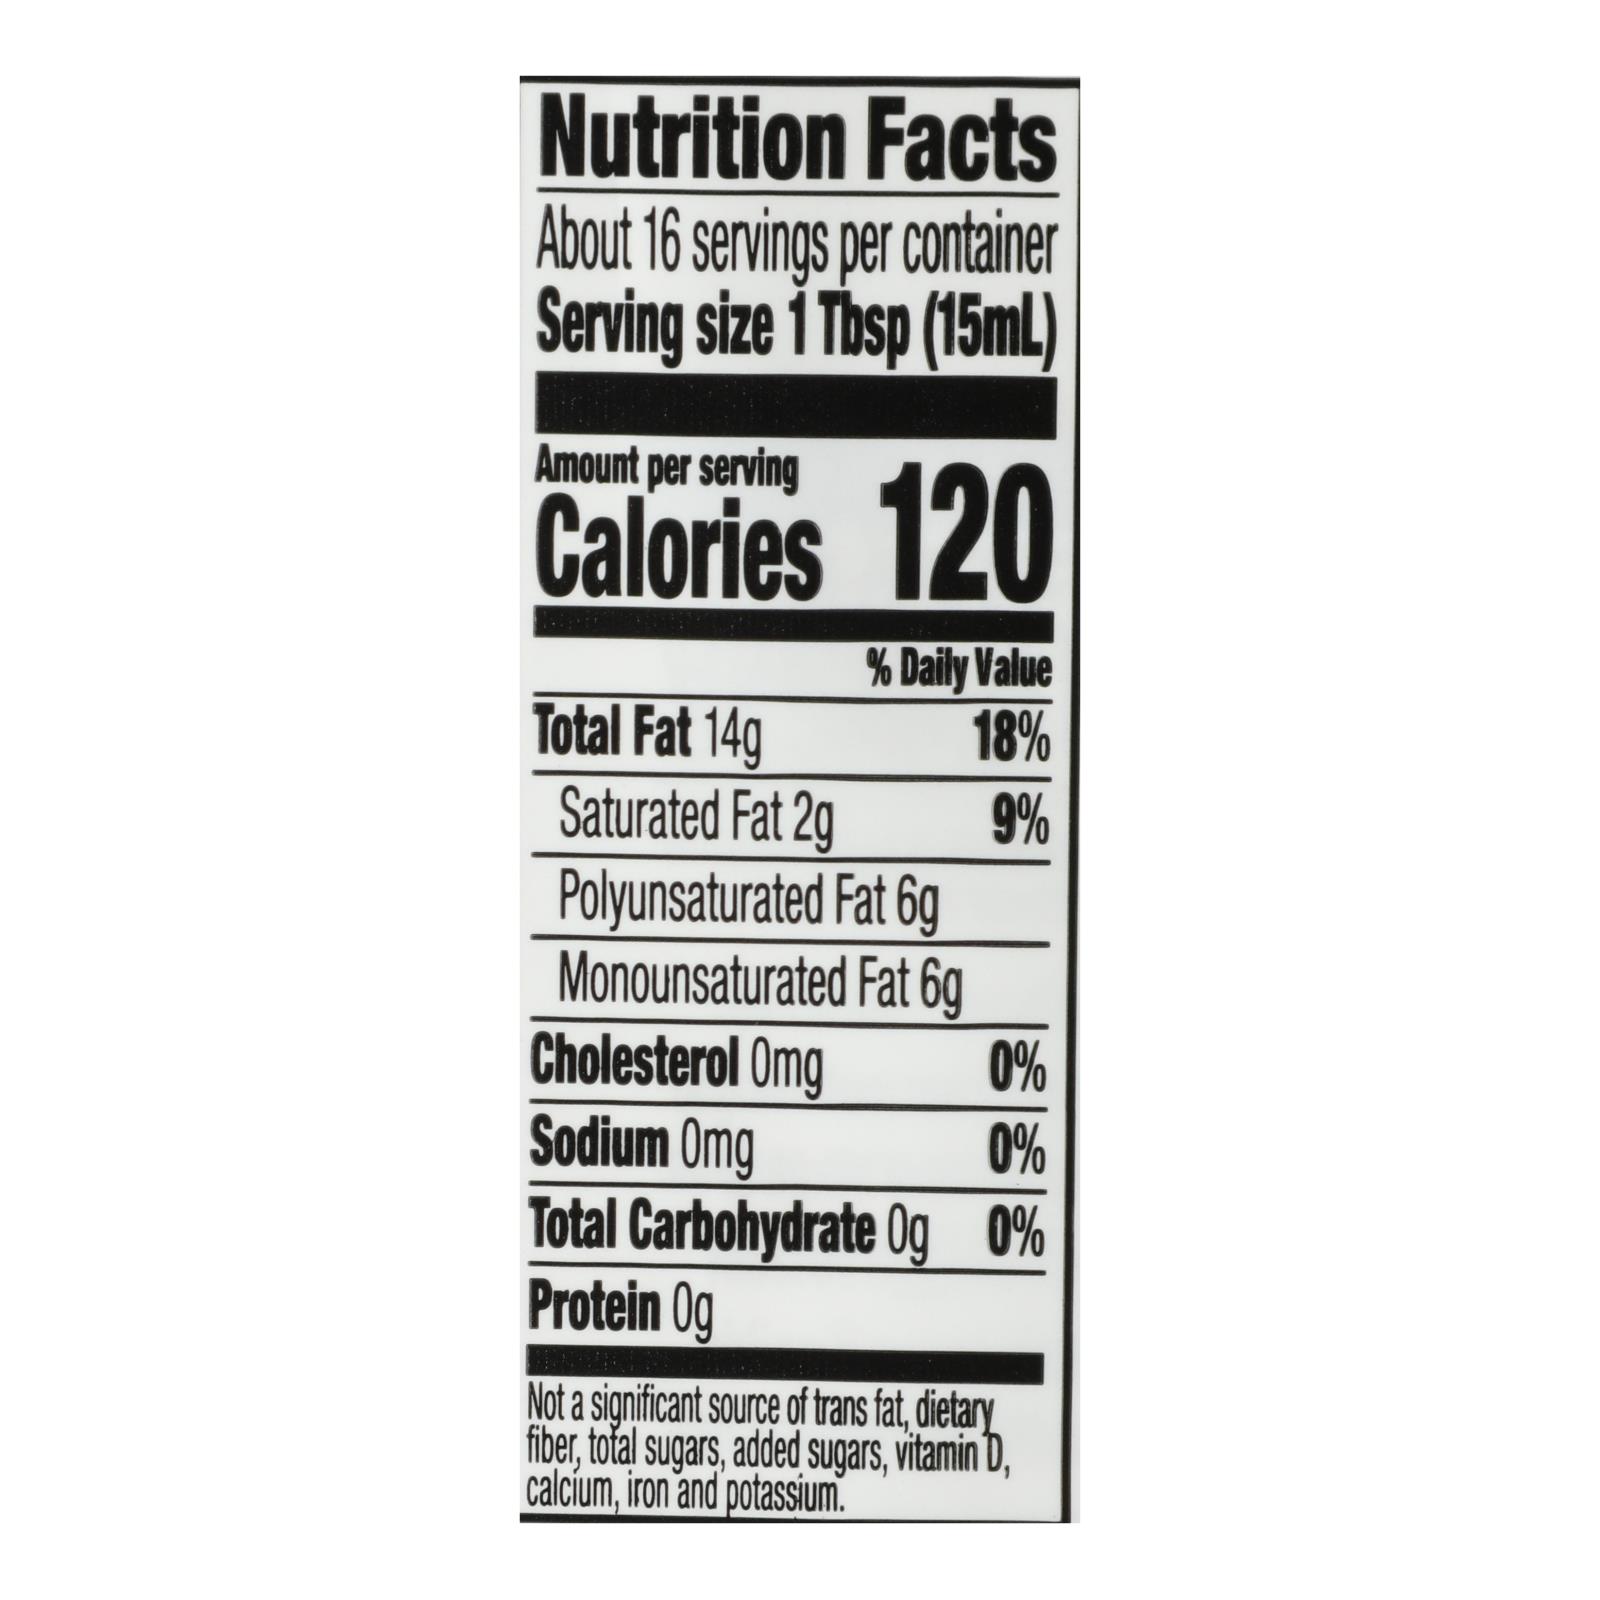 Nutrition Facts
About 16 servings per container
Serving size 1 Tbsp (15mL)
Amount per serving
Calories 120
% Daily Value
Total Fat 14g 18%
Saturated Fat 2g 9%
Polyunsaturated Fat 6g
Monounsaturated Fat 6g
Cholesterol 0mg 0%
Sodium 0mg 0%
Total Carbohydrate 0g 0%
Protein 0g
Not a significant source of trans fat, dietary
fiber, total sugars, added sugars, vitamin D,
calcium, iron and potassium.